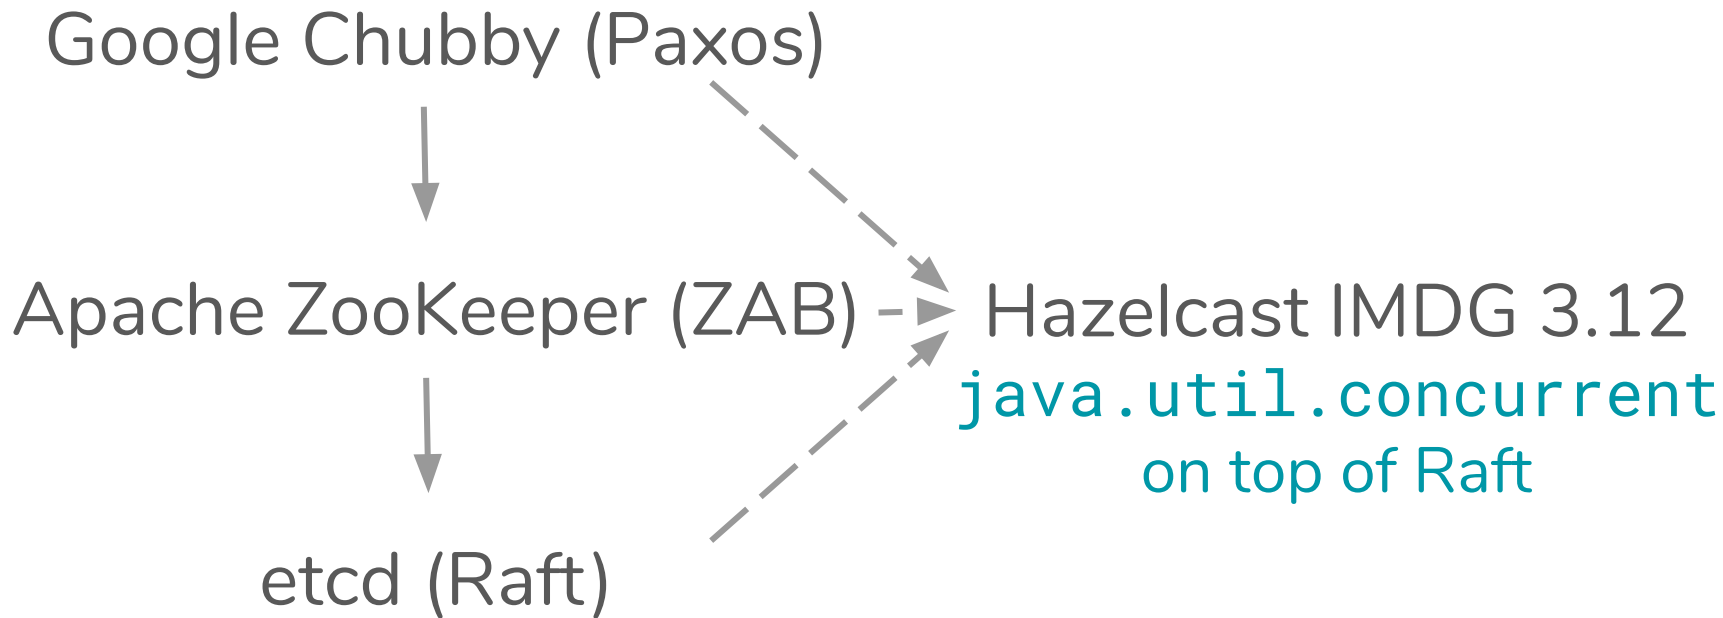 Google Chubby (Paxos)
Apache ZooKeeper (ZAB)
etcd (Raft)
Hazelcast IMDG 3.12
java.util.concurrent
on top of Raft